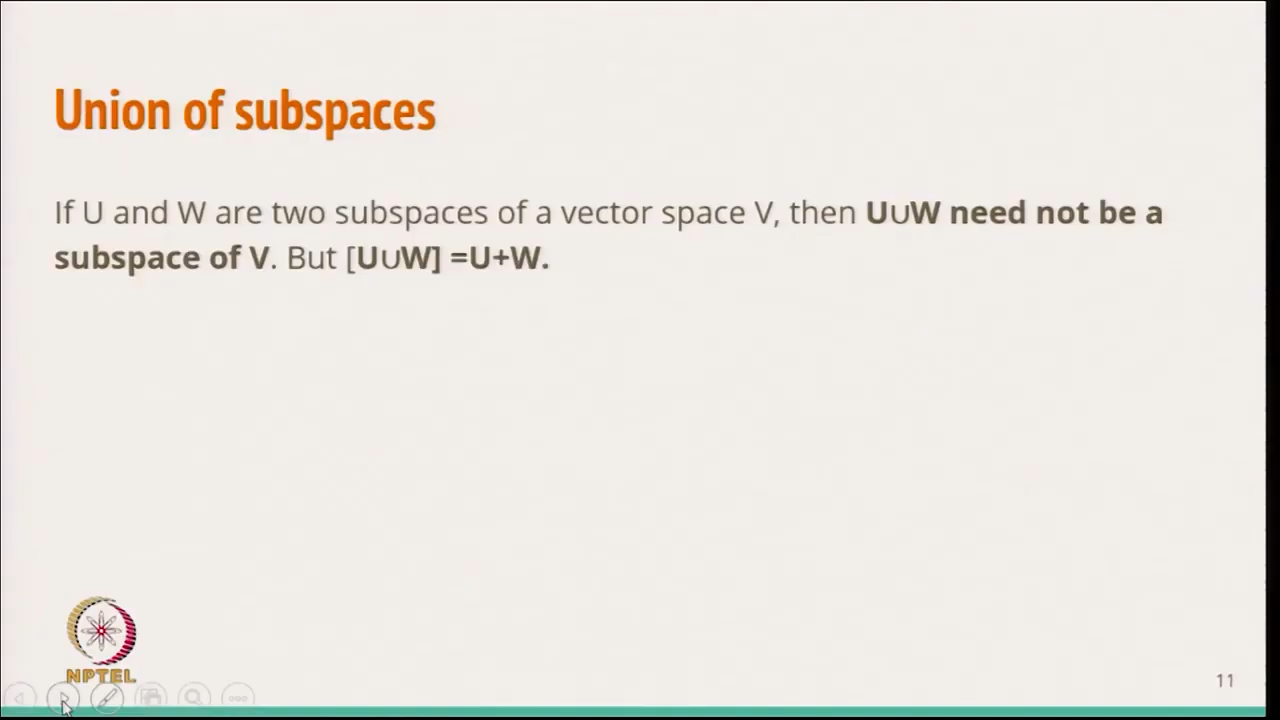 Union of subspaces
If U and W are two subspaces of a vector space V, then U∪W need not be a
subspace of V. But [U∪W] =U+W.
NPTEL
11